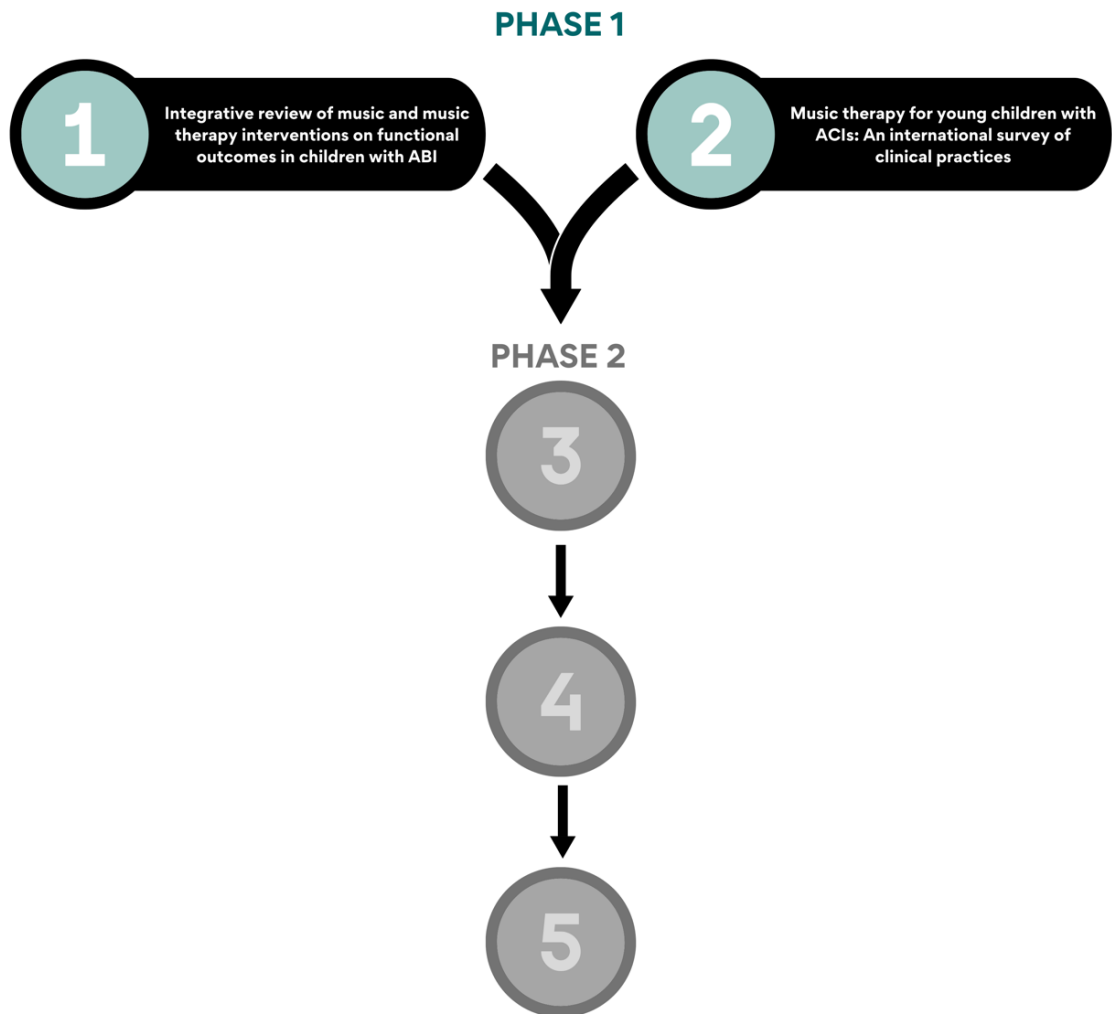 PHASE 1
1
Integrative review of music and music
therapy interventions on functional
outcomes in children with ABI
2
Music therapy for young children with
ACIs: An international survey of
clinical practices
PHASE 2
3
4
5